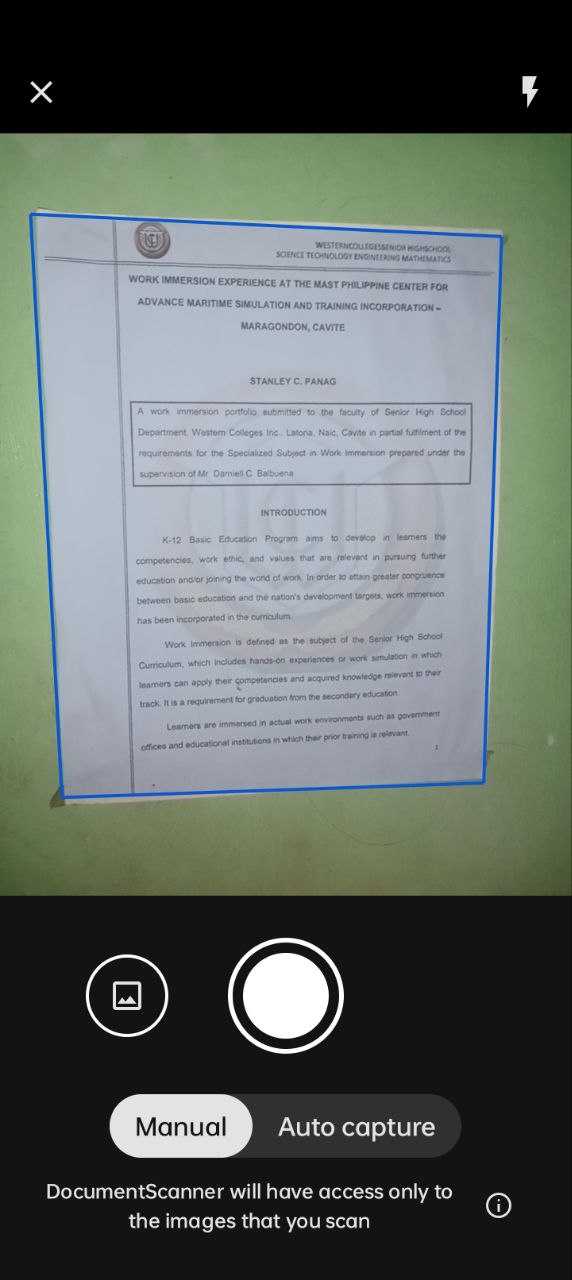 WESTERNCOLLEGESSENIOR HIGHSCHOOL
SCIENCE TECHNOLOGY ENGINEERING MATHEMATICS
WORK IMMERSION EXPERIENCE AT THE MAST PHILIPPINE CENTER FOR
ADVANCE MARITIME SIMULATION AND TRAINING INCORPORATION –
MARAGONDON, CAVITE
STANLEY C. PANAG
A work immersion portfolio submitted to the faculty of Senior High School
Department, Western Colleges Inc., Latoria, Naic, Cavite in partial fulfilment of the
requirements for the Specialized Subject in Work Immersion prepared under the
supervision of Mr. Darniell C. Balbuena
INTRODUCTION
K-12 Basic Education Program aims to develop in learners the
competencies, work ethic, and values that are relevant in pursuing further
education and/or joining the world of work. In order to attain greater congruence
between basic education and the nation's development targets, work immersion
has been incorporated in the curriculum.
Work Immersion is defined as the subject of the Senior High School
Curriculum, which includes hands-on experiences or work simulation in which
learners can apply their competencies and acquired knowledge relevant to their
track. It is a requirement for graduation from the secondary education.
Learners are immersed in actual work environments such as government
offices and educational institutions in which their prior training is relevant.
1
Manual
Auto capture
DocumentScanner will have access only to
the images that you scan